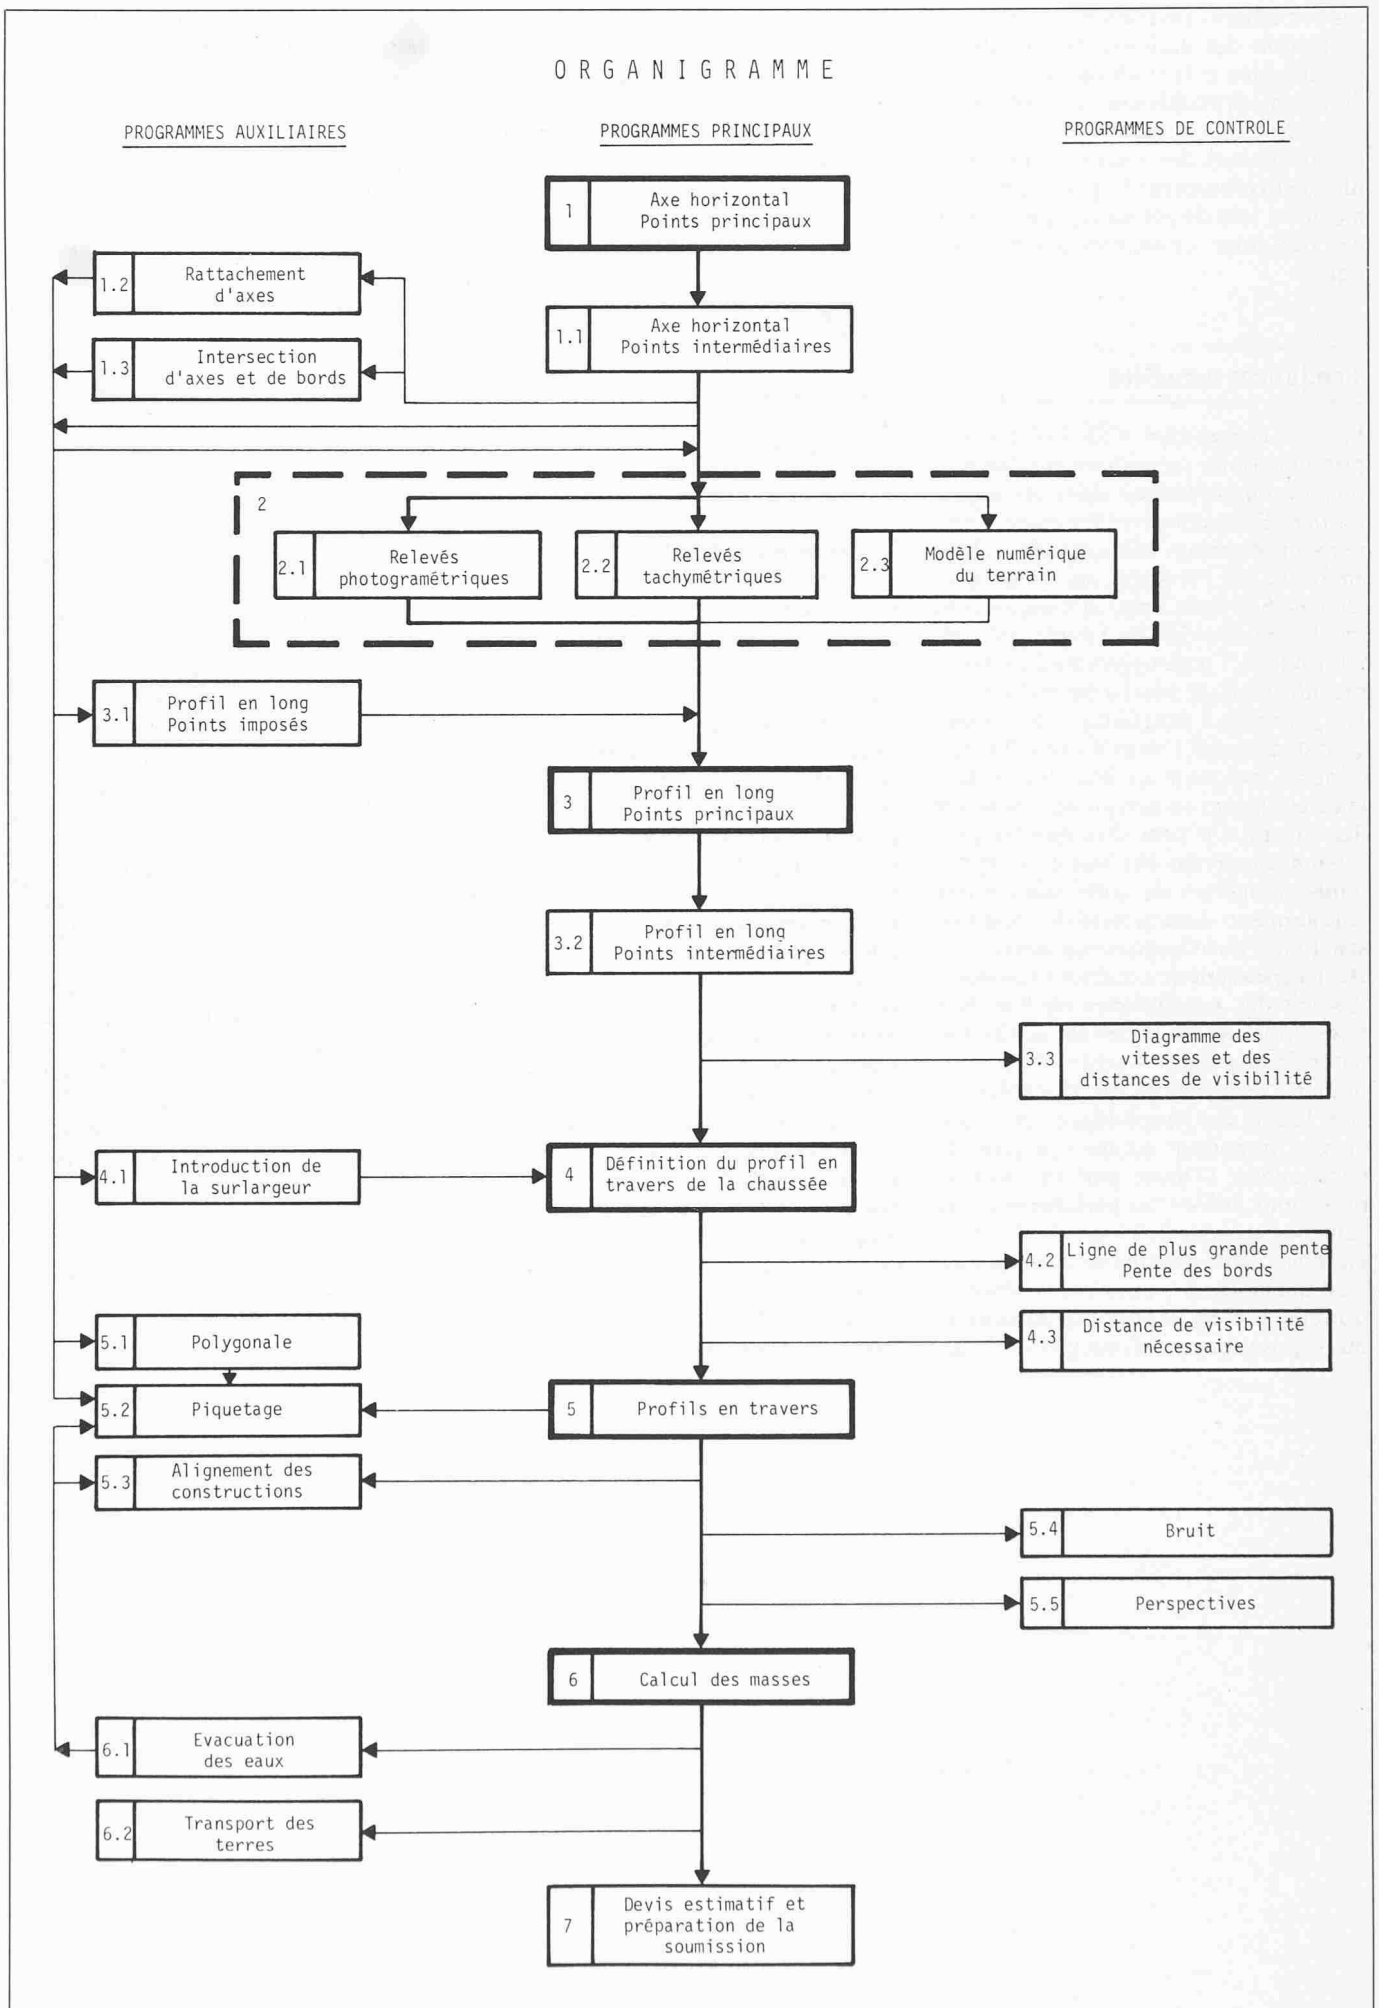 ORGANIGRAMME
PROGRAMMES AUXILIAIRES
PROGRAMMES PRINCIPAUX
PROGRAMMES DE CONTROLE
1
Axe horizontal
Points principaux
1.2
Rattachement
d'axes
1.1
Axe horizontal
Points intermédiaires
1.3
Intersection
d'axes et de bords
2
2.1
Relevés
photogramétriques
2.2
Relevés
tachymétriques
2.3
Modèle numérique
du terrain
3.1
Profil en long
Points imposés
3
Profil en long
Points principaux
3.2
Profil en long
Points intermédiaires
3.3
Diagramme des
vitesses et des
distances de visibilité
4.1
Introduction de
la surlargeur
4
Définition du profil en
travers de la chaussée
4.2
Ligne de plus grande pente
Pente des bords
4.3
Distance de visibilité
nécessaire
5.1
Polygonale
5.2
Piquetage
5
Profils en travers
5.3
Alignement des
constructions
5.4
Bruit
5.5
Perspectives
6
Calcul des masses
6.1
Evacuation
des eaux
6.2
Transport des
terres
7
Devis estimatif et
préparation de la
soumission